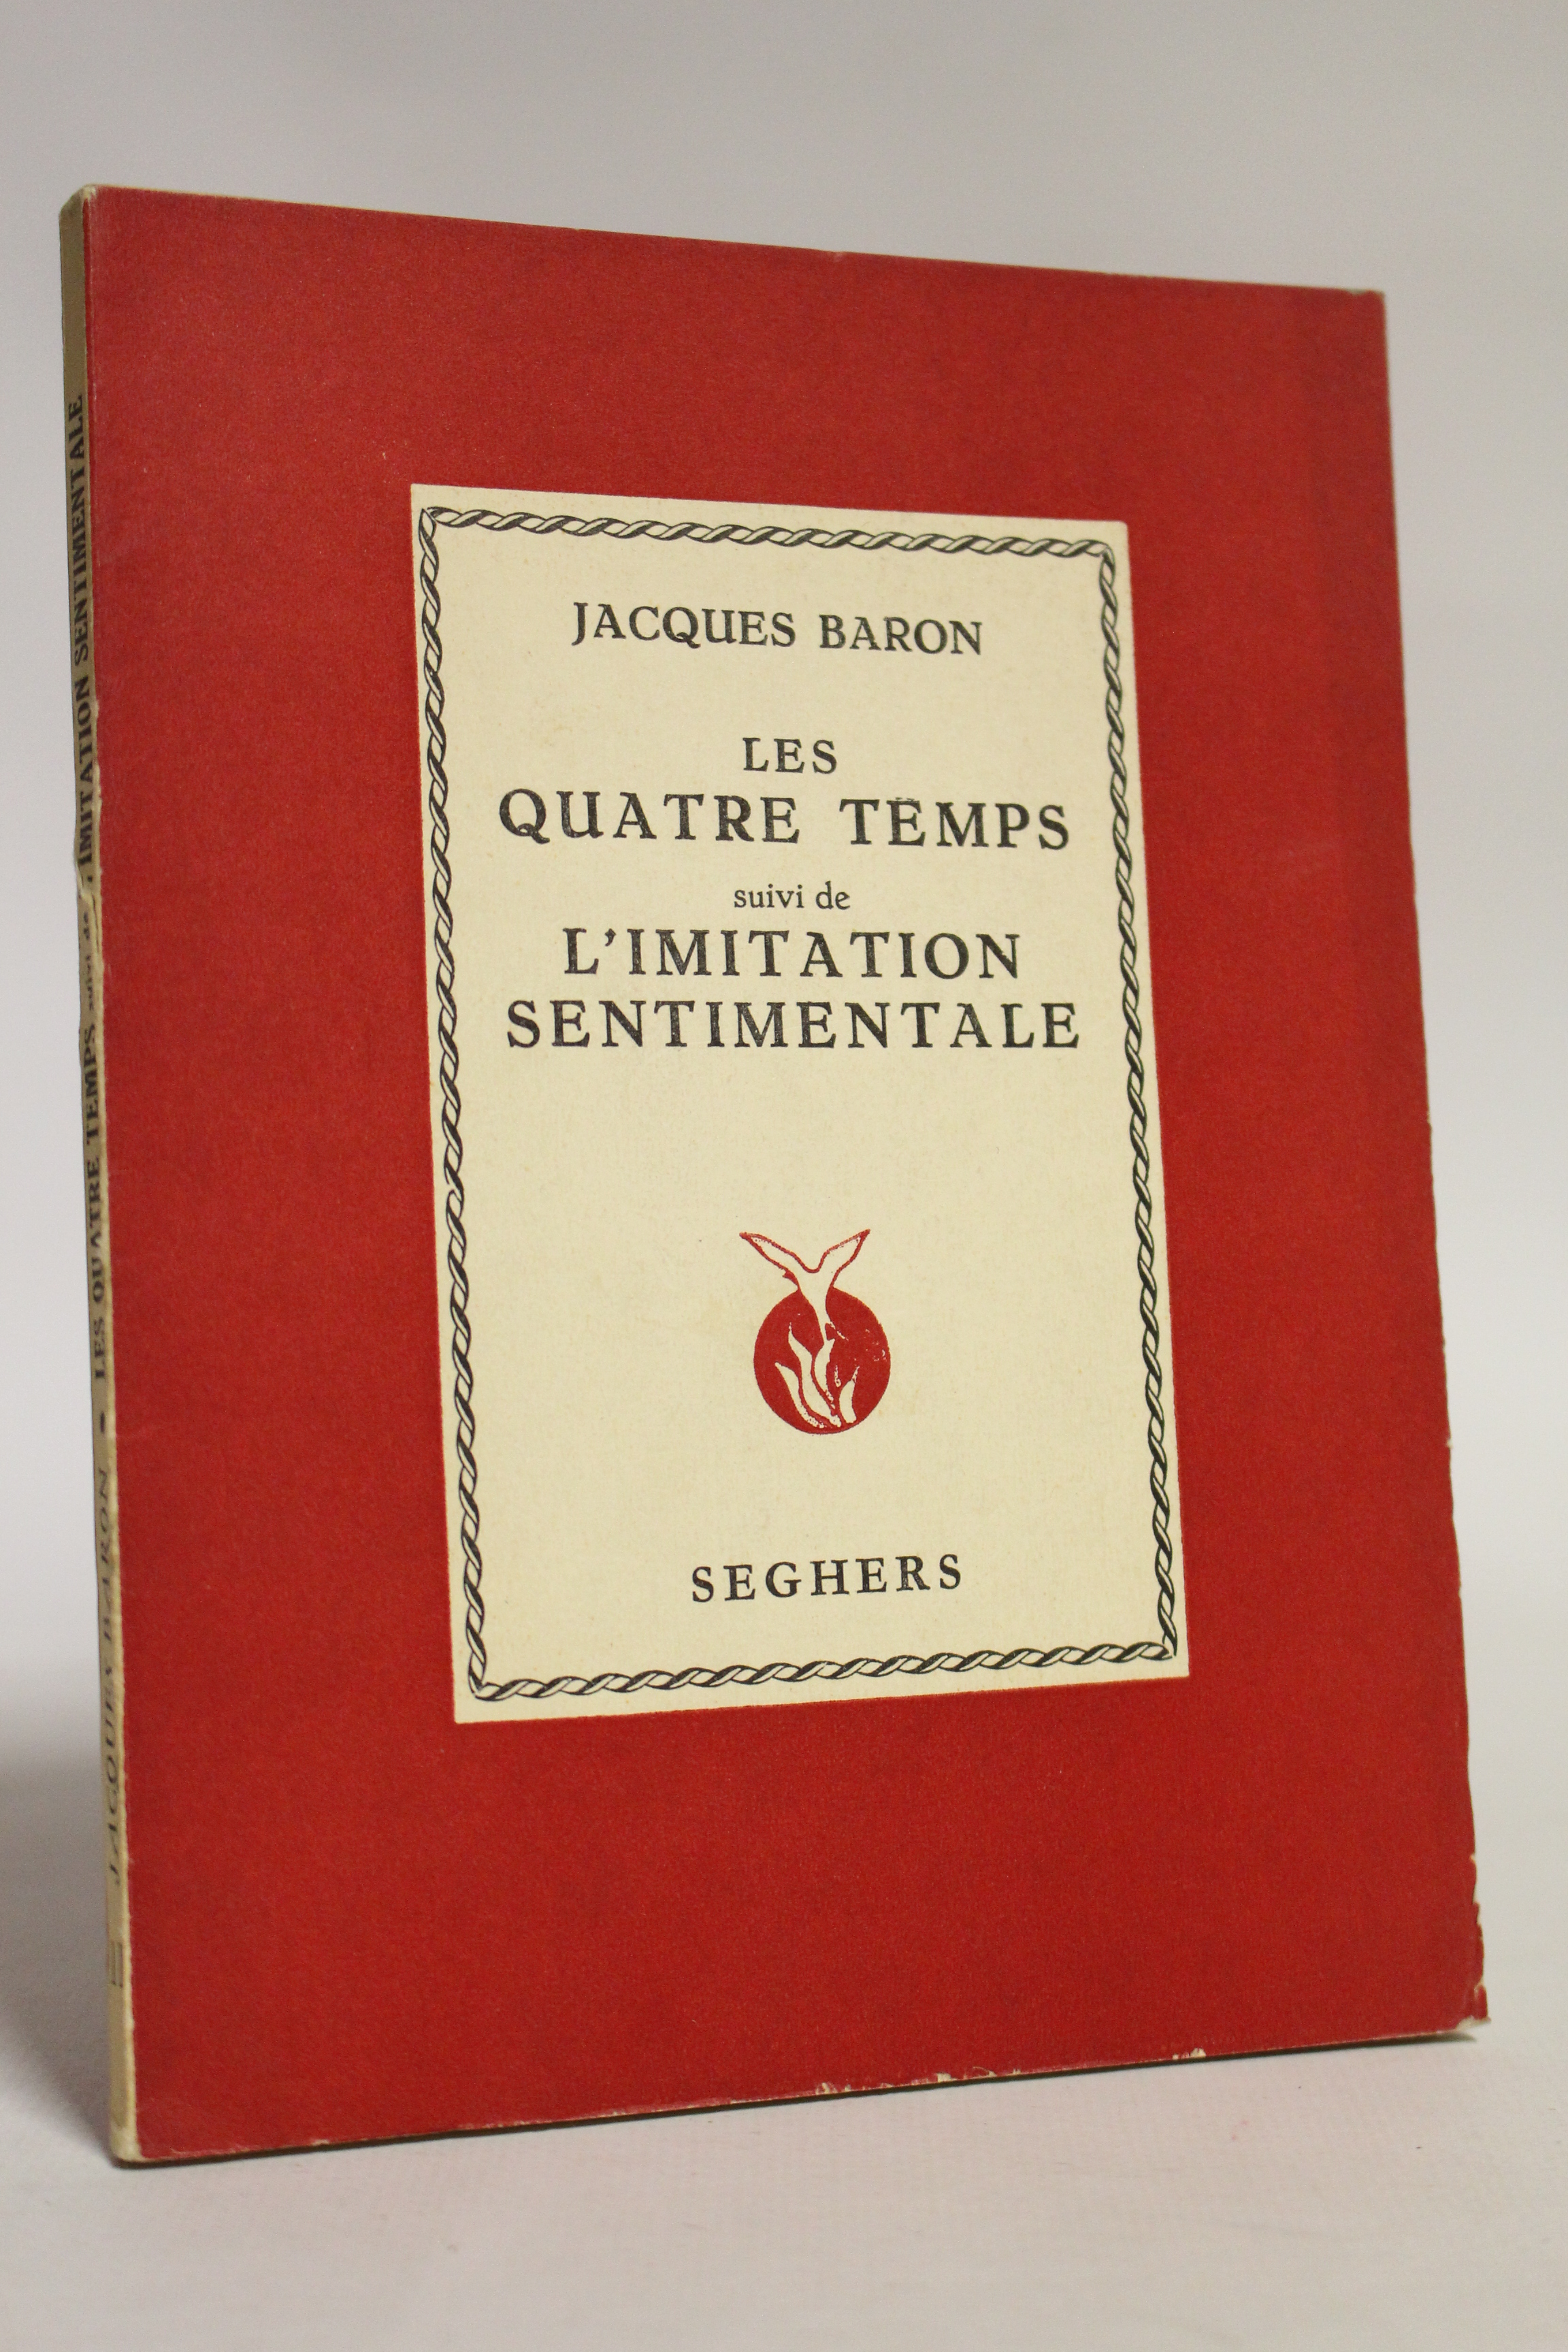 JACQUES BARON
LES
QUATRE TEMPS
suivi de
L'IMITATION
SENTIMENTALE
SEGHERS
JACQUES BARON • LES QUATRE TEMPS suivi de L'IMITATION SENTIMENTALE